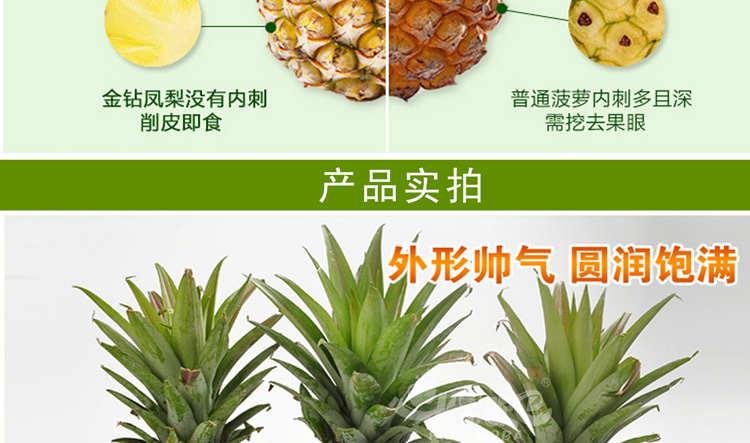 金钻凤梨没有内刺
削皮即食
普通菠萝内刺多且深
需挖去果眼
产品实拍
外形帅气 圆润饱满